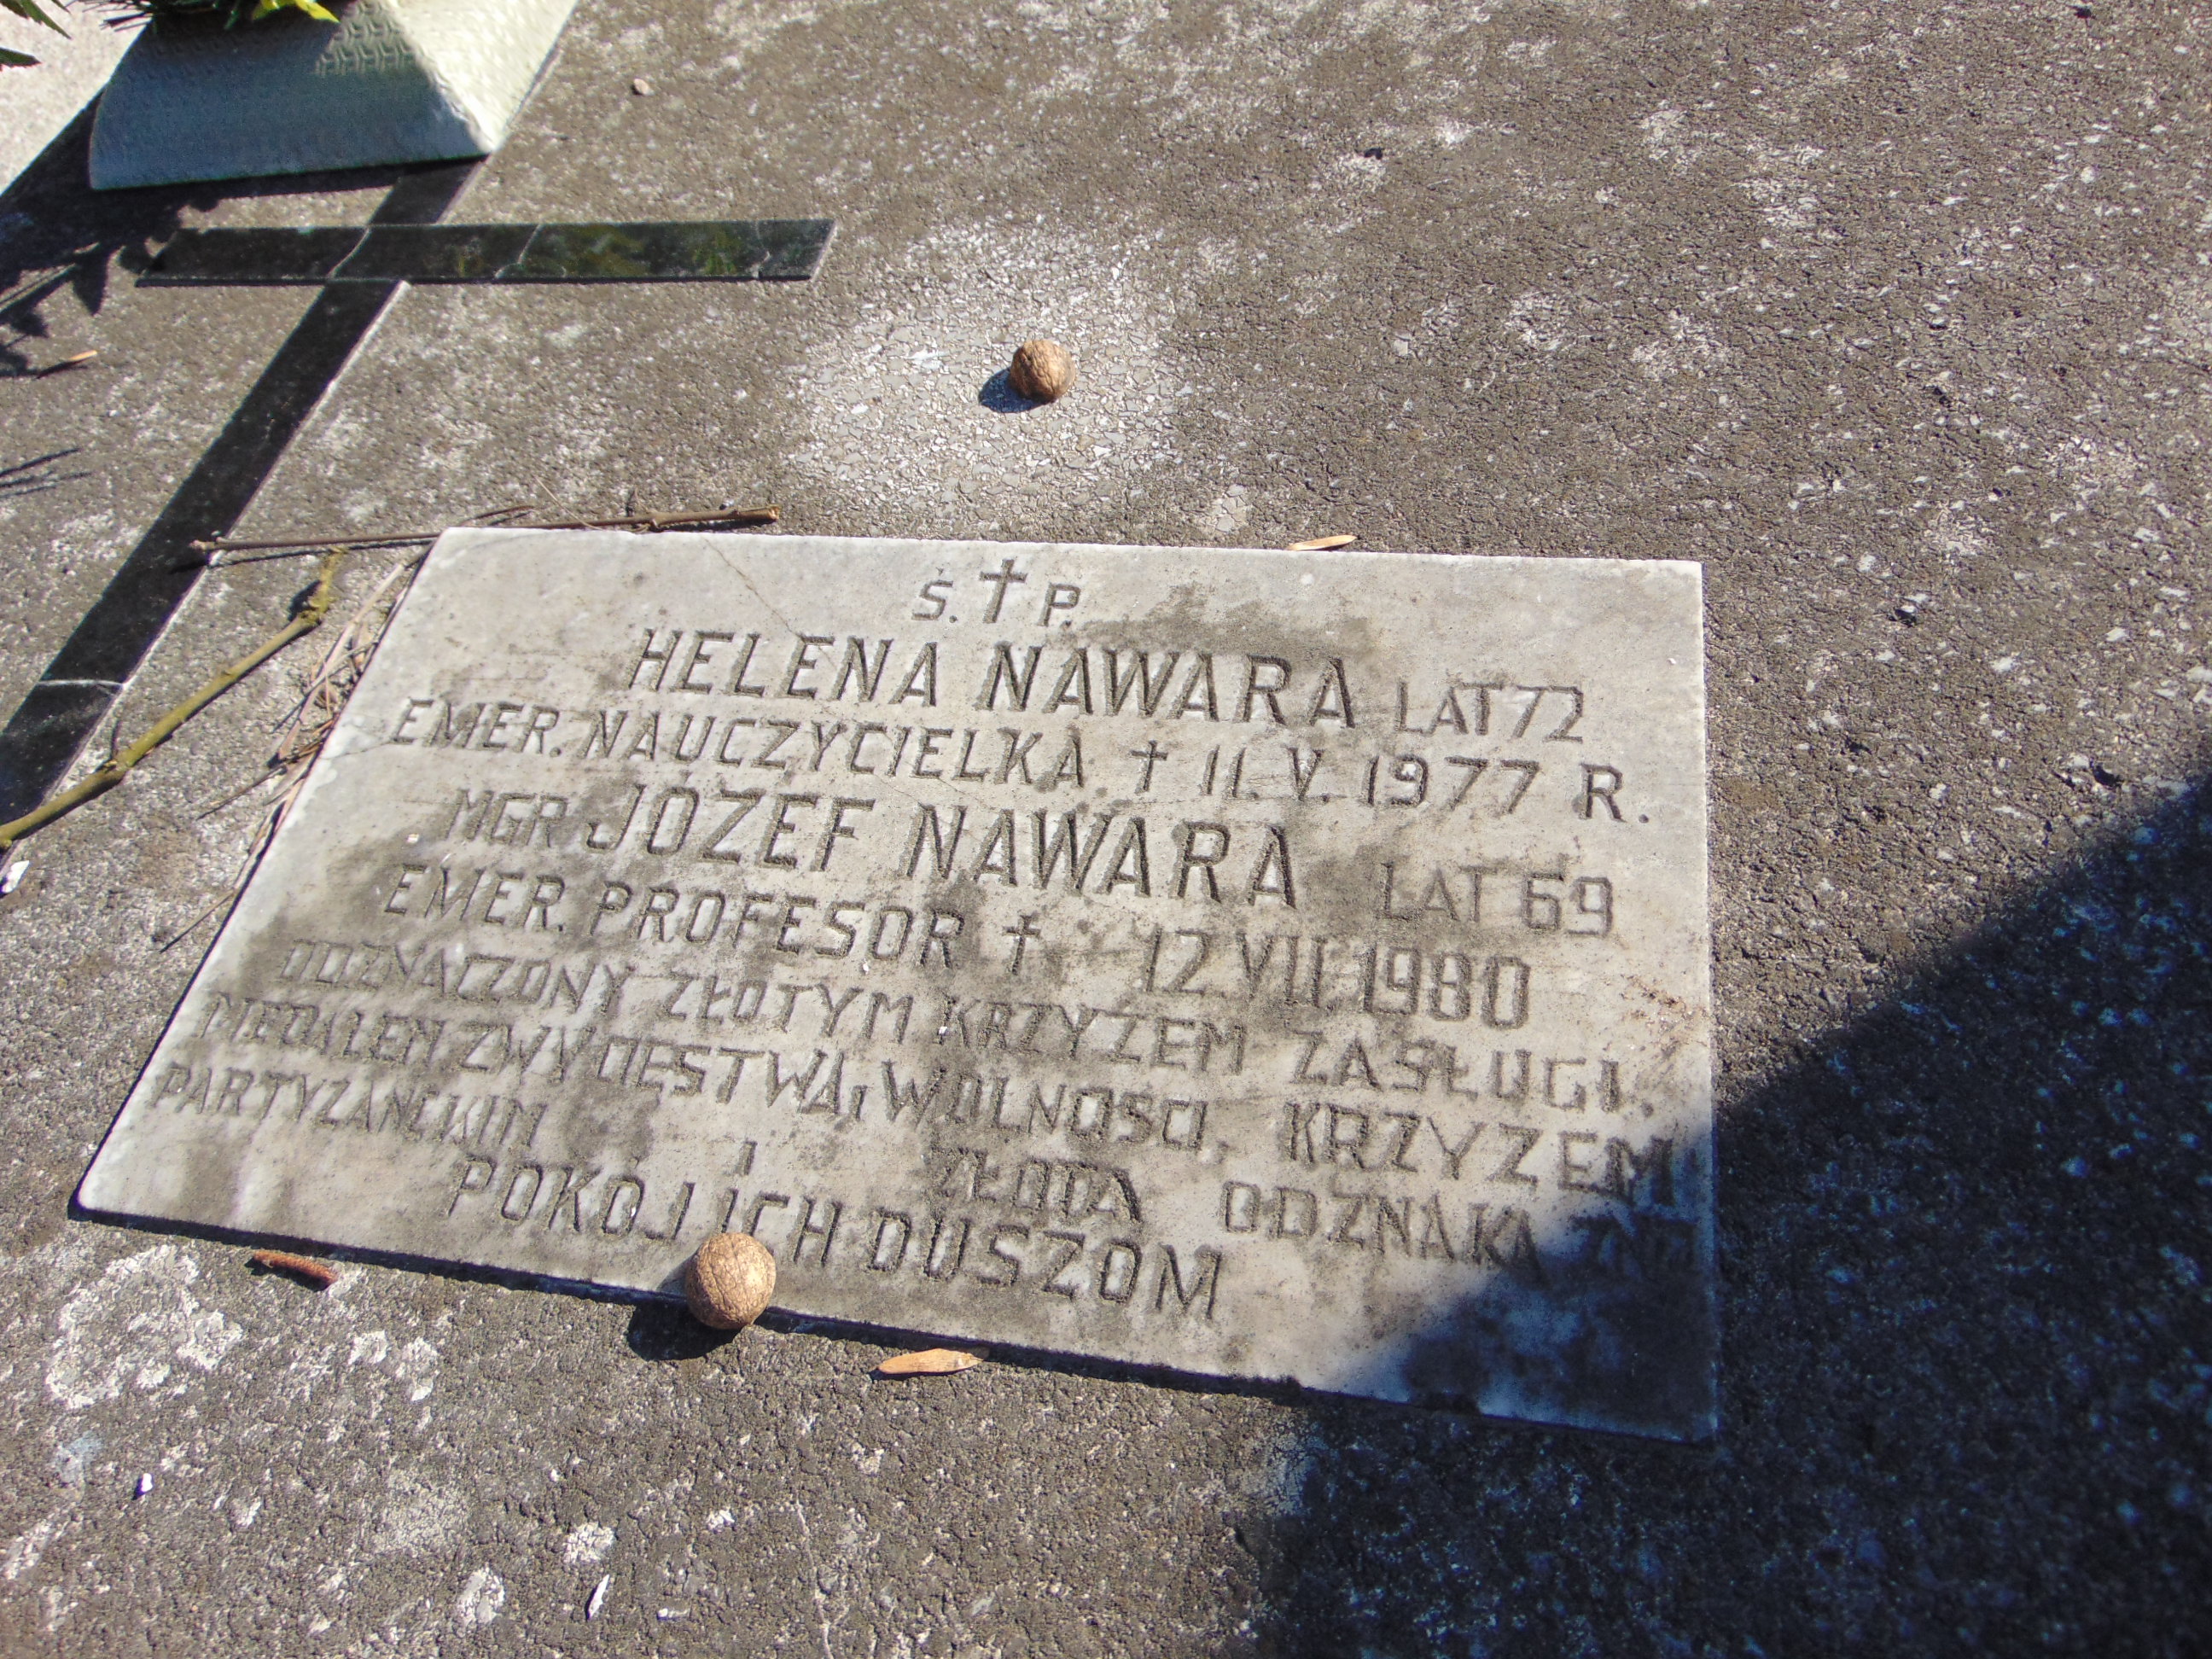 Ś. † P.
HELENA NAWARA LAT 72
EMER. NAUCZYCIELKA † 11. V. 1977 R.
MGR JÓZEF NAWARA LAT 69
EMER. PROFESOR † 12 VII 1980
ODZNACZONY ZŁOTYM KRZYŻEM ZASŁUGI.
MEDALEM ZWYCIĘSTWA I WOLNOŚCI, KRZYŻEM
PARTYZANCKIM I ZŁOTĄ ODZNAKĄ ZNP
POKÓJ ICH DUSZOM